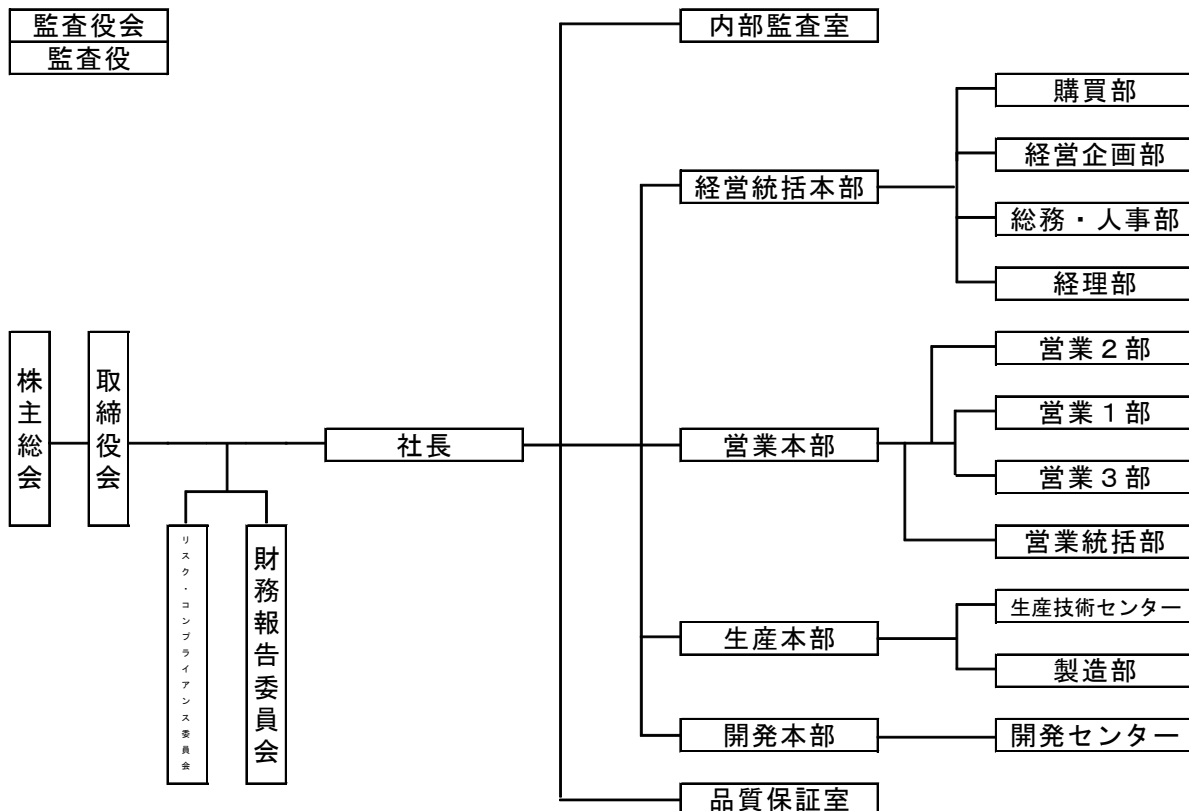 監査役会
監査役
内部監査室
購買部
経営企画部
経営統括本部
総務・人事部
経理部
株主総会
取締役会
社長
営業本部
営業２部
営業１部
営業３部
営業統括部
リスク・コンプライアンス委員会
財務報告委員会
生産本部
生産技術センター
製造部
開発本部
開発センター
品質保証室